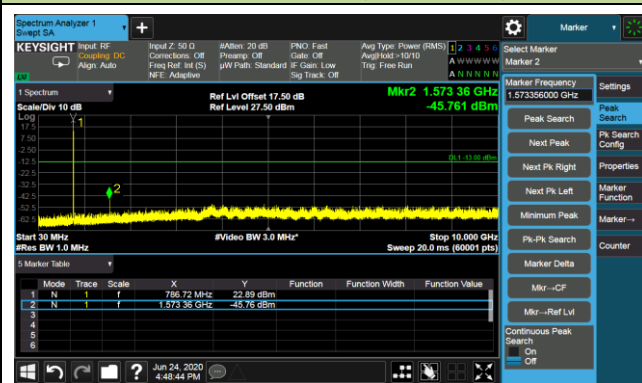 Spectrum Analyzer 1
Swept SA
Marker
KEYSIGHT Input: RF Input Z: 50 Ω #Atten: 20 dB PNO: Fast Avg Type: Power (RMS) 1 2 3 4 5 6
Coupling: DC Corrections: Off Preamp: Off Gate: Off Avg|Hold:>10/10 A W W W W W
Align: Auto Freq Ref: Int (S) µW Path: Standard IF Gain: Low Trig: Free Run
NFE: Adaptive Sig Track: Off A N N N N N
Select Marker
Marker 2
1 Spectrum
Scale/Div 10 dB
Ref Lvl Offset 17.50 dB
Ref Level 27.50 dBm
Mkr2 1.573 36 GHz
-45.761 dBm
Log
17.5
7.50
-2.50
-12.5
-22.5
-32.5
-42.5
-52.5
-62.5
1
2
DL1 -13.00 dBm
Start 30 MHz #Video BW 3.0 MHz* Stop 10.000 GHz
#Res BW 1.0 MHz Sweep 20.0 ms (60001 pts)
5 Marker Table
Mode Trace Scale X Y Function Function Width Function Value
1 N 1 f 786.72 MHz 22.89 dBm
2 N 1 f 1.573 36 GHz -45.76 dBm
3
4
5
6
Marker Frequency
1.573356000 GHz
Peak Search
Next Peak
Next Pk Right
Next Pk Left
Minimum Peak
Pk-Pk Search
Marker Delta
Mkr→CF
Mkr→Ref Lvl
Continuous Peak
Search
On
Off
Settings
Peak
Search
Pk Search
Config
Properties
Marker
Function
Marker→
Counter
Jun 24, 2020
4:48:44 PM